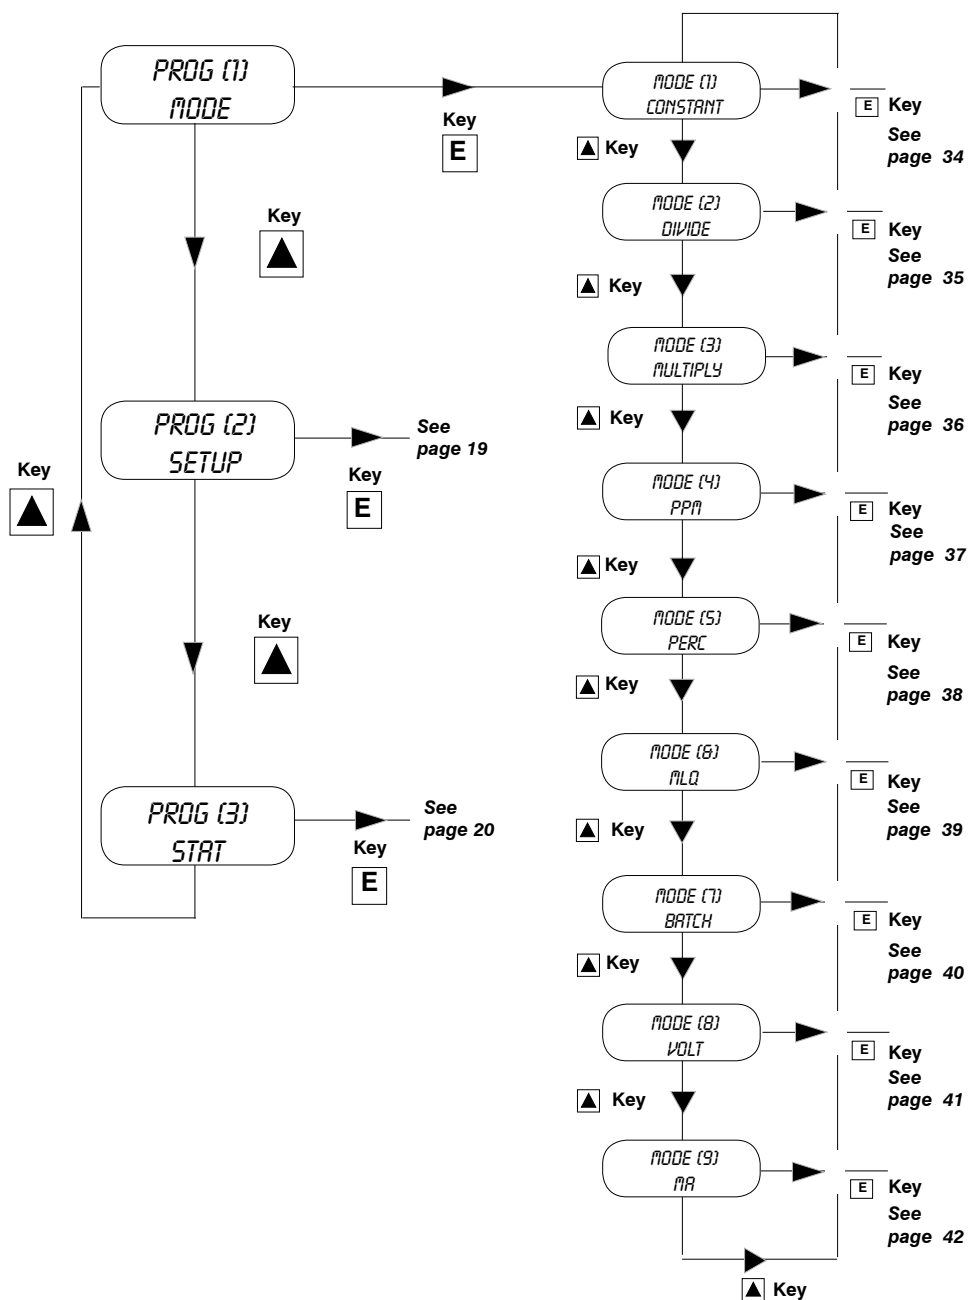 PROG (1)
MODE
Key
E
Key
PROG (2)
SETUP
See
page 19
Key
E
Key
Key
PROG (3)
STAT
See
page 20
Key
E
MODE (1)
CONSTANT
E Key
See
page 34
Key
MODE (2)
DIVIDE
E Key
See
page 35
Key
MODE (3)
MULTIPLY
E Key
See
page 36
Key
MODE (4)
PPM
E Key
See
page 37
Key
MODE (5)
PERC
E Key
See
page 38
Key
MODE (&)
MLQ
E Key
See
page 39
Key
MODE (7)
BATCH
E Key
See
page 40
Key
MODE (8)
VOLT
E Key
See
page 41
Key
MODE (9)
MA
E Key
See
page 42
Key